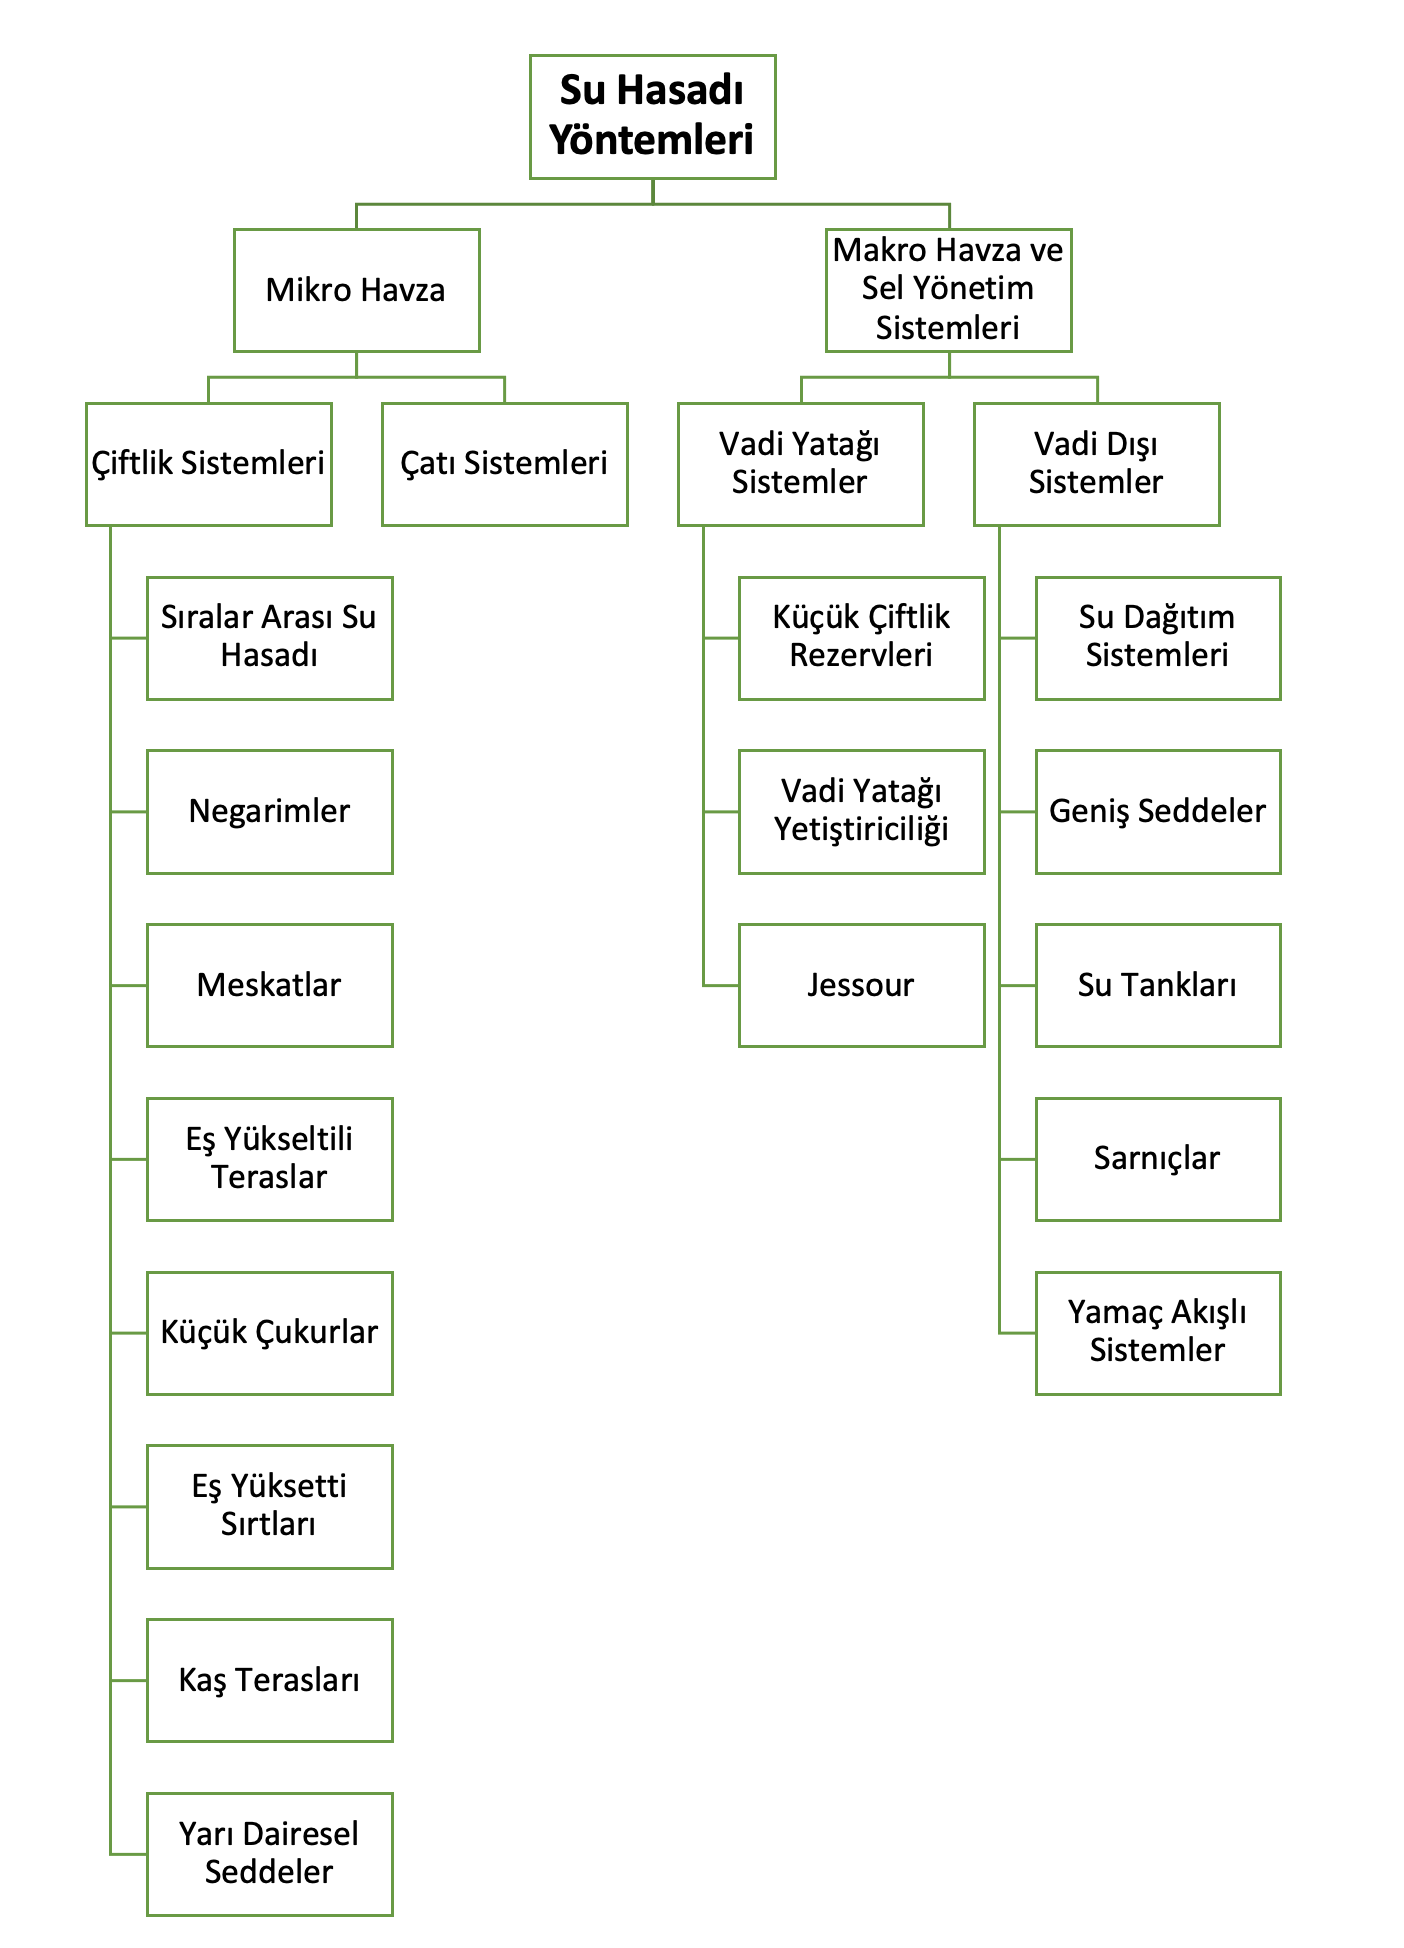 Su Hasadı
Yöntemleri
Mikro Havza
Makro Havza ve
Sel Yönetim
Sistemleri
Çiftlik Sistemleri
Çatı Sistemleri
Vadi Yatağı
Sistemler
Vadi Dışı
Sistemler
Sıralar Arası Su
Hasadı
Negarimler
Meskatlar
Eş Yükseltili
Teraslar
Küçük Çukurlar
Eş Yüksetti
Sırtları
Kaş Terasları
Yarı Dairesel
Seddeler
Küçük Çiftlik
Rezervleri
Vadi Yatağı
Yetiştiriciliği
Jessour
Su Dağıtım
Sistemleri
Geniş Seddeler
Su Tankları
Sarnıçlar
Yamaç Akışlı
Sistemler